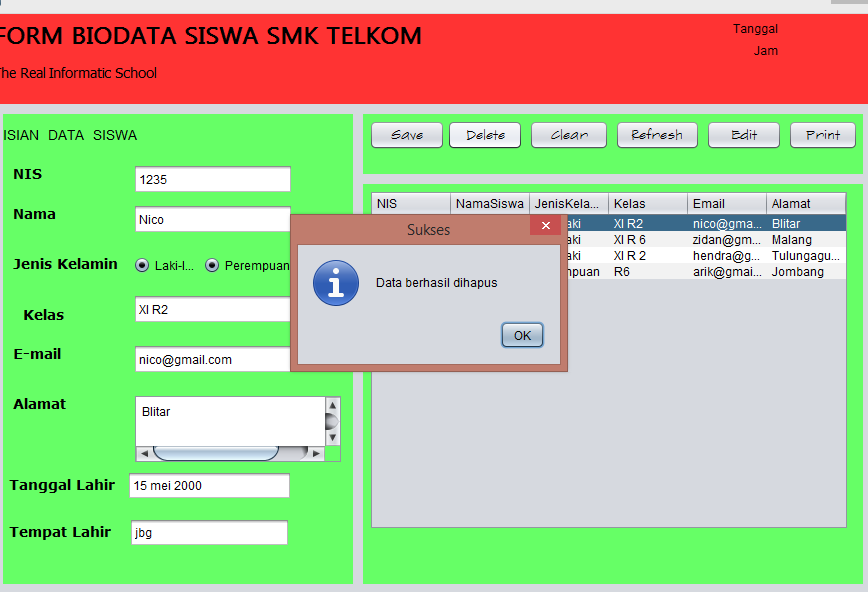 FORM BIODATA SISWA SMK TELKOM
The Real Informatic School
Tanggal
Jam
ISIAN DATA SISWA
NIS
1235
Nama
Nico
Jenis Kelamin
Laki-l...
Perempuan
Kelas
XI R2
E-mail
nico@gmail.com
Alamat
Blitar
Tanggal Lahir
15 mei 2000
Tempat Lahir
jbg
Save
Delete
Clear
Refresh
Edit
Print
NIS NamaSiswa JenisKela... Kelas Email Alamat
aki XI R2 nico@gma... Blitar
aki XI R 6 zidan@gm... Malang
aki XI R 2 hendra@g... Tulungagu...
mpuan R6 arik@gmai... Jombang
Sukses
Data berhasil dihapus
OK